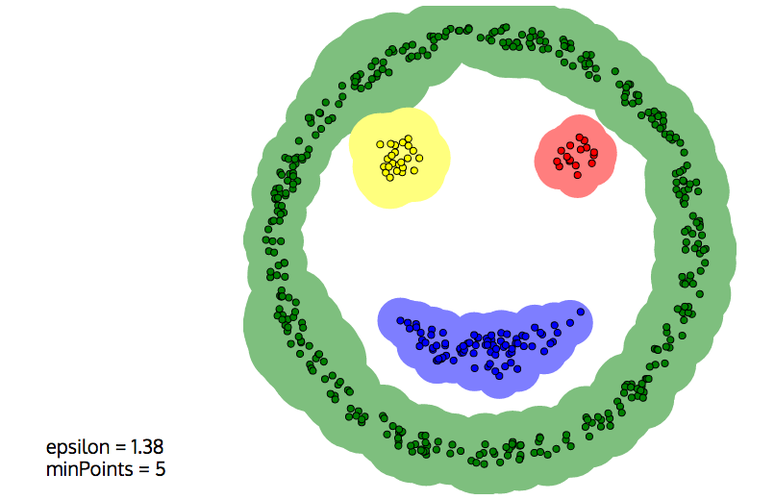 epsilon = 1.38
minPoints = 5